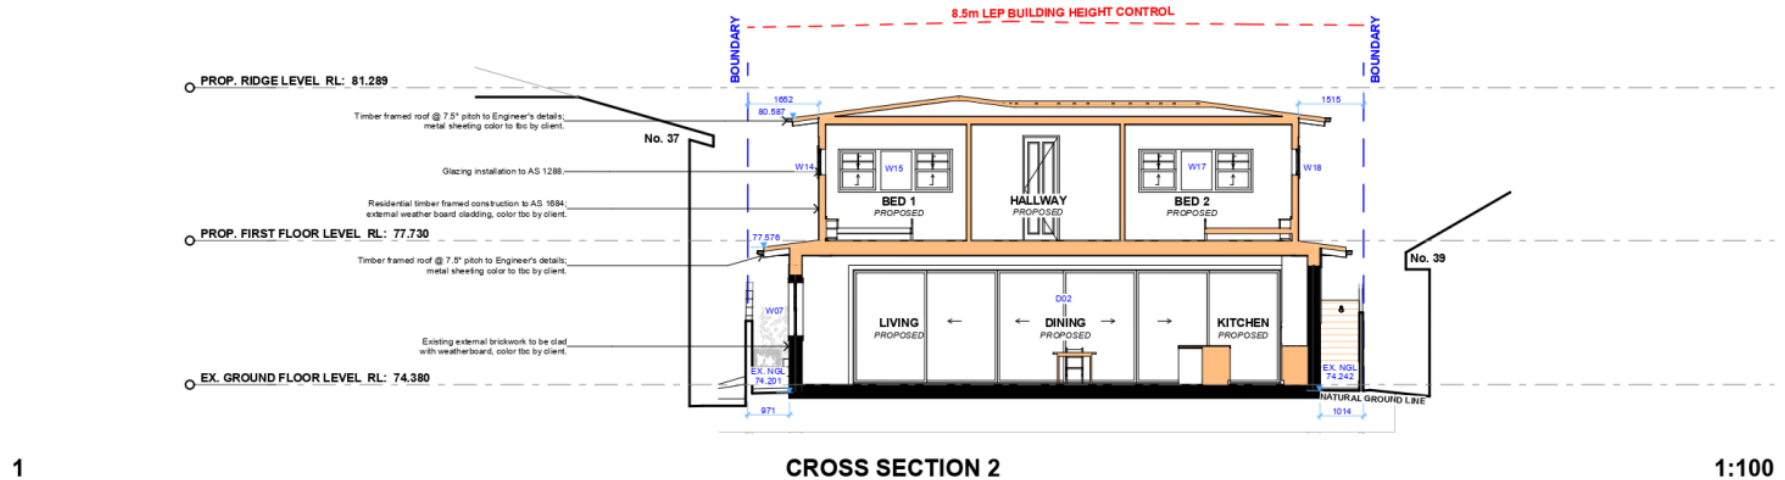 8.5m LEP BUILDING HEIGHT CONTROL
BOUNDARY
BOUNDARY
PROP. RIDGE LEVEL RL: 81.289
1662
1515
80.587
Timber framed roof @ 7.5° pitch to Engineer's details;
metal sheeting color to tbc by client.
No. 37
Glazing installation to AS 1288.
W14
W15
W17
W18
Residential timber framed construction to AS 1684;
external weather board cladding, color tbc by client.
BED 1
PROPOSED
HALLWAY
PROPOSED
BED 2
PROPOSED
PROP. FIRST FLOOR LEVEL RL: 77.730
77.576
Timber framed roof @ 7.5° pitch to Engineer's details;
metal sheeting color to tbc by client.
No. 39
D02
W07
LIVING
PROPOSED
DINING
PROPOSED
KITCHEN
PROPOSED
Existing external brickwork to be clad
with weatherboard, color tbc by client.
EX. GROUND FLOOR LEVEL RL: 74.380
EX. NGL
74.201
EX. NGL
74.242
NATURAL GROUND LINE
971
1014
1
CROSS SECTION 2
1:100